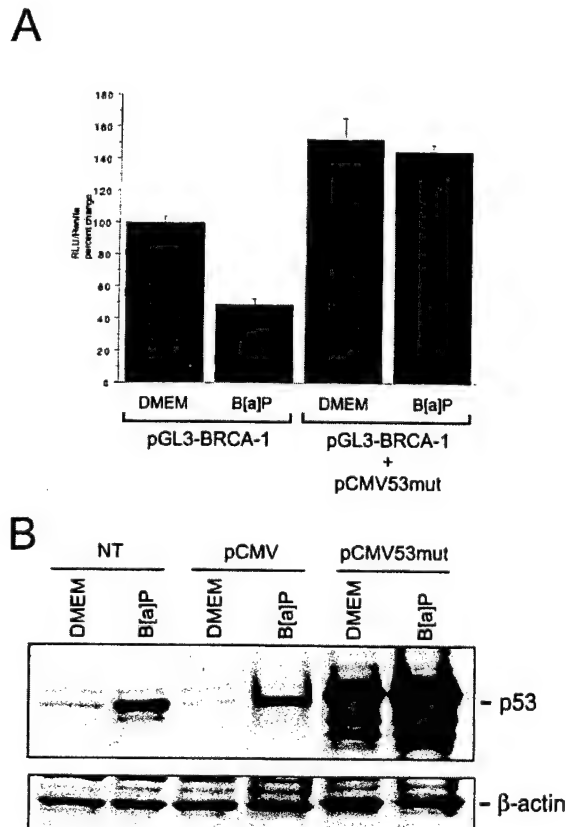 A
180
160
140
120
100
80
60
40
20
0
RLU/Renilla
percent change
DMEM B[a]P DMEM B[a]P
pGL3-BRCA-1 pGL3-BRCA-1
+
pCMV53mut
B
NT pCMV pCMV53mut
DMEM B[a]P DMEM B[a]P DMEM B[a]P
- p53
- β-actin